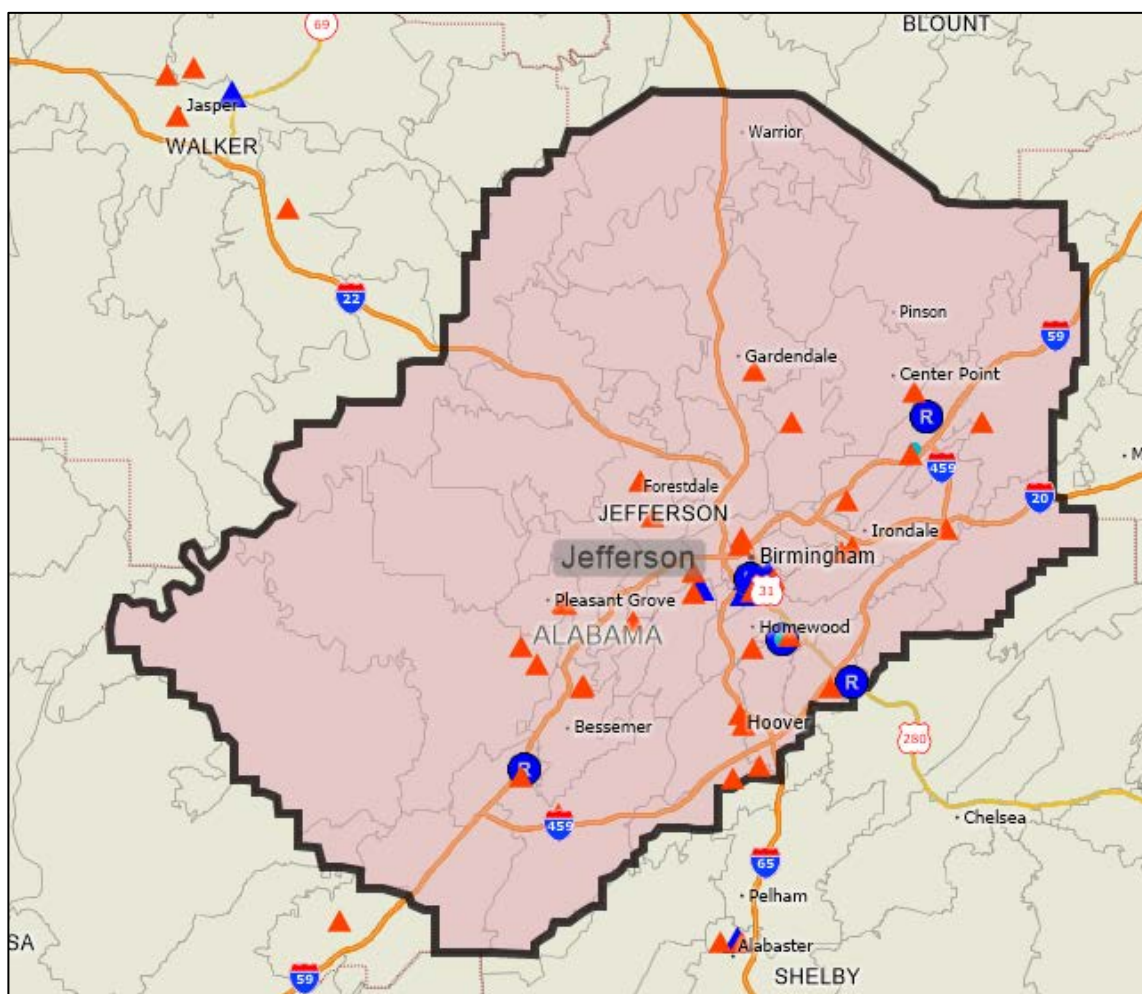 BLOUNT
69
Jasper
WALKER
Warrior
22
Pinson
59
Gardendale
Center Point
R
459
20
Forestdale
JEFFERSON
Irondale
Jefferson
Birmingham
31
Pleasant Grove
ALABAMA
Homewood
R
Hoover
Bessemer
280
R
459
Chelsea
65
Pelham
SA
Alabaster
59
SHELBY
M